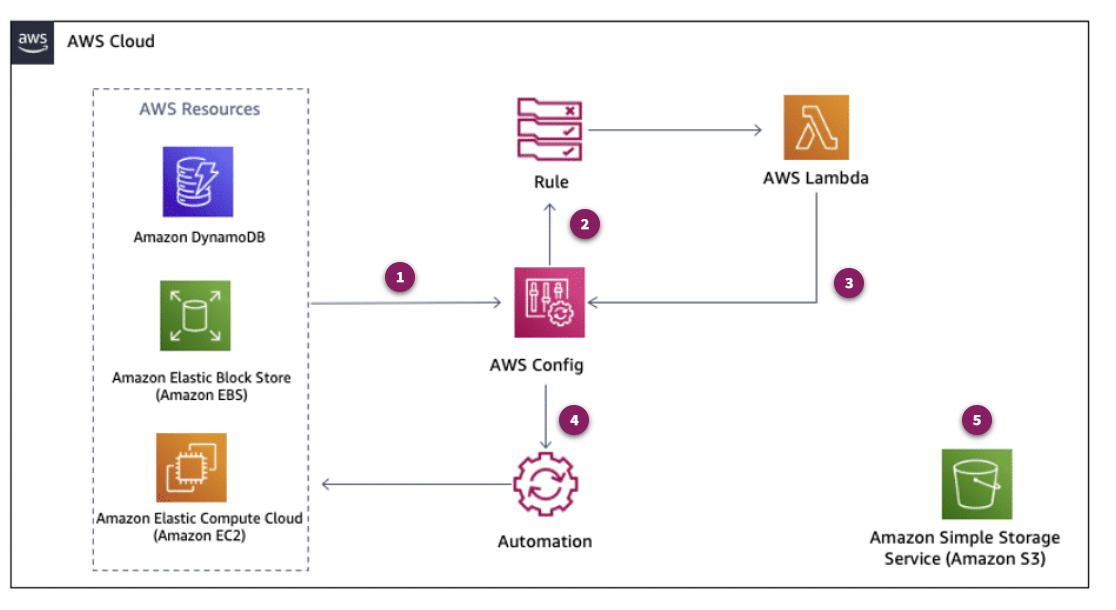 aws
AWS Cloud
AWS Resources
Amazon DynamoDB
Amazon Elastic Block Store
(Amazon EBS)
Amazon Elastic Compute Cloud
(Amazon EC2)
1
Rule
2
AWS Config
AWS Lambda
3
4
Automation
5
Amazon Simple Storage
Service (Amazon S3)